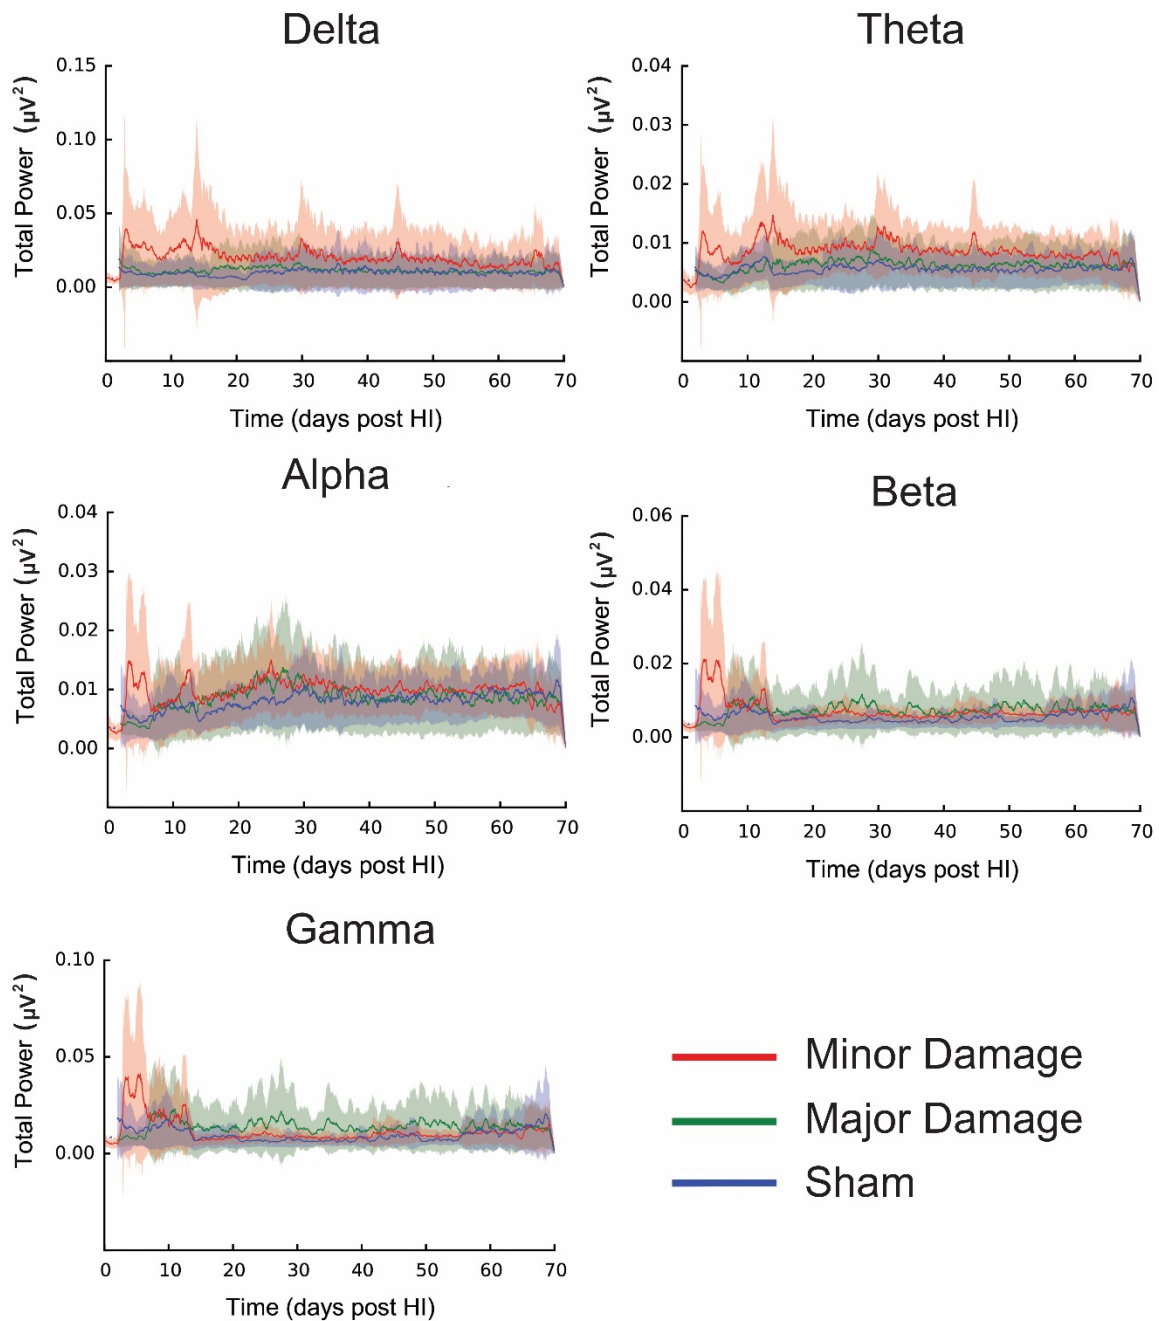 Delta
Total Power (μV²)
0.15
0.10
0.05
0.00
0 10 20 30 40 50 60 70
Time (days post HI)
Theta
Total Power (μV²)
0.04
0.03
0.02
0.01
0.00
0 10 20 30 40 50 60 70
Time (days post HI)
Alpha
Total Power (μV²)
0.04
0.03
0.02
0.01
0.00
0 10 20 30 40 50 60 70
Time (days post HI)
Beta
Total Power (μV²)
0.06
0.04
0.02
0.00
0 10 20 30 40 50 60 70
Time (days post HI)
Gamma
Total Power (μV²)
0.10
0.05
0.00
0 10 20 30 40 50 60 70
Time (days post HI)
Minor Damage
Major Damage
Sham